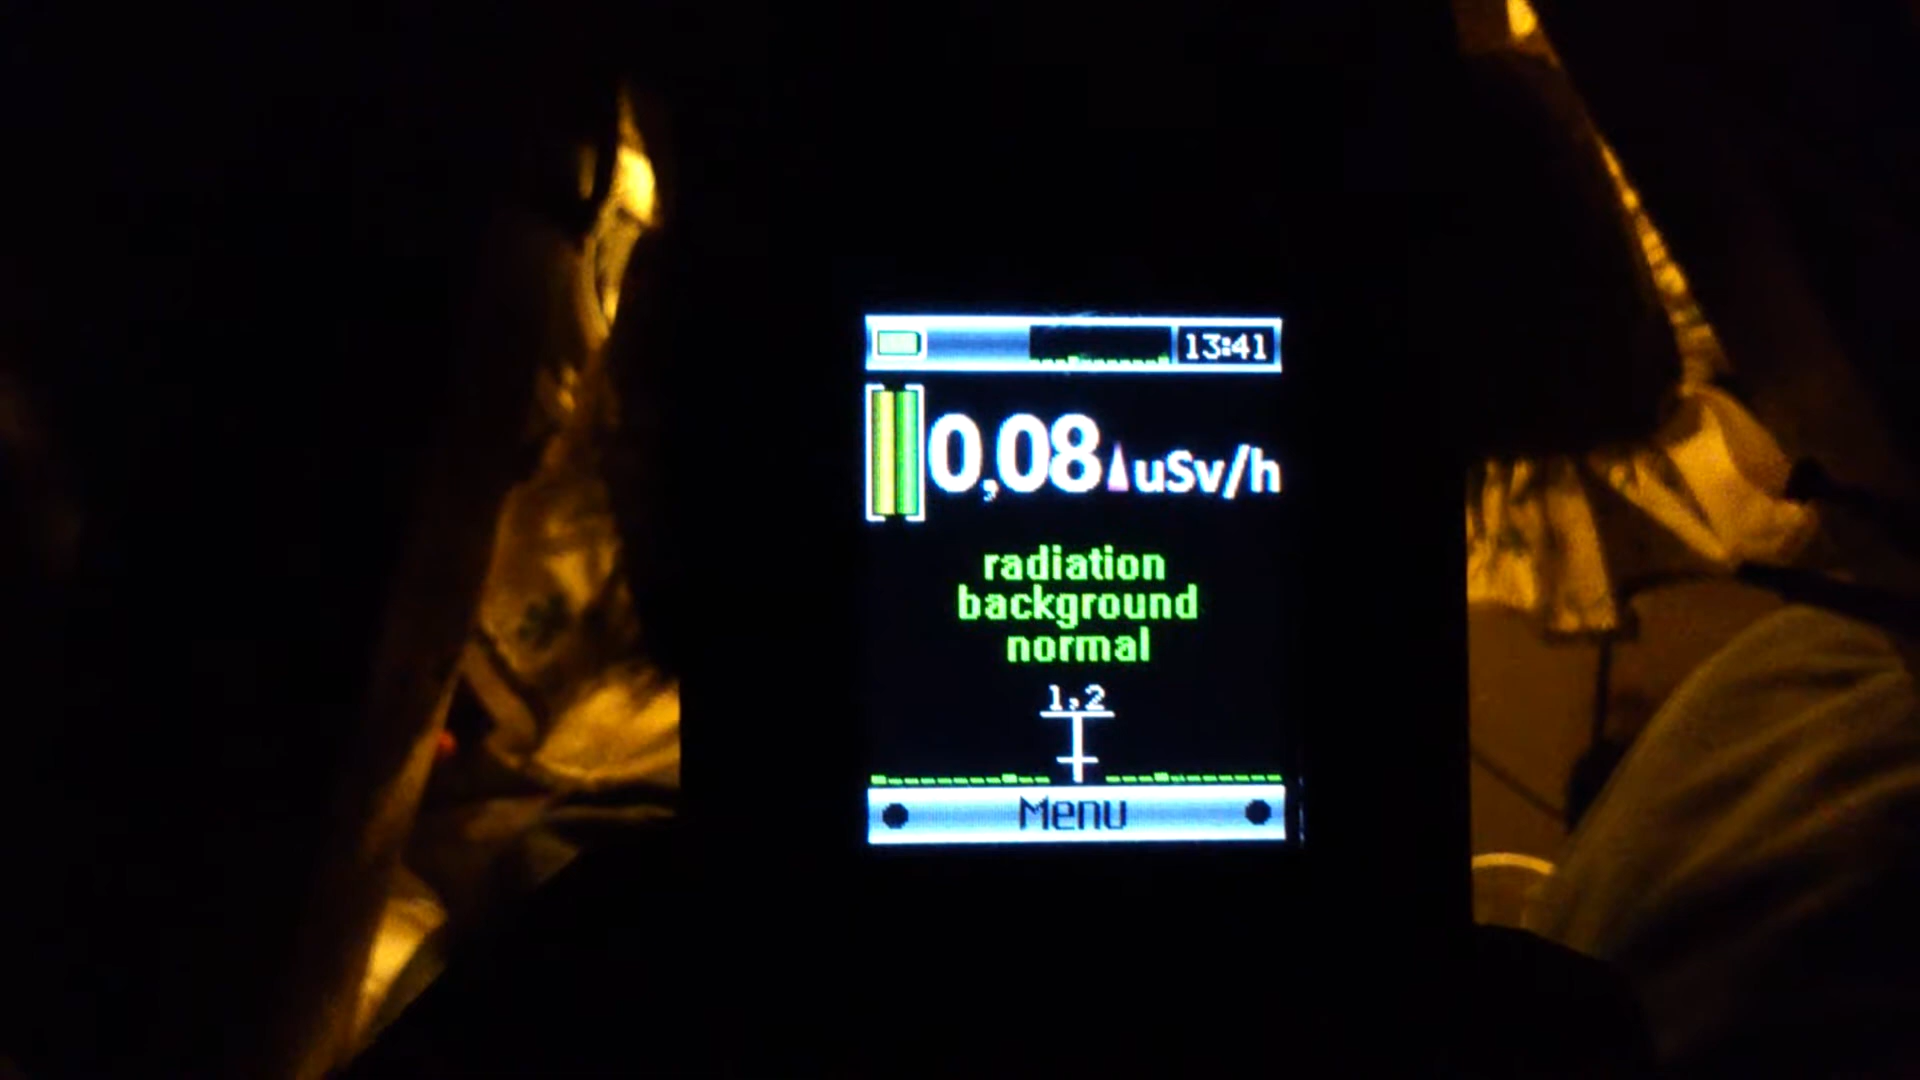 13:41
0,08 uSv/h
radiation
background
normal
1,2
Menu